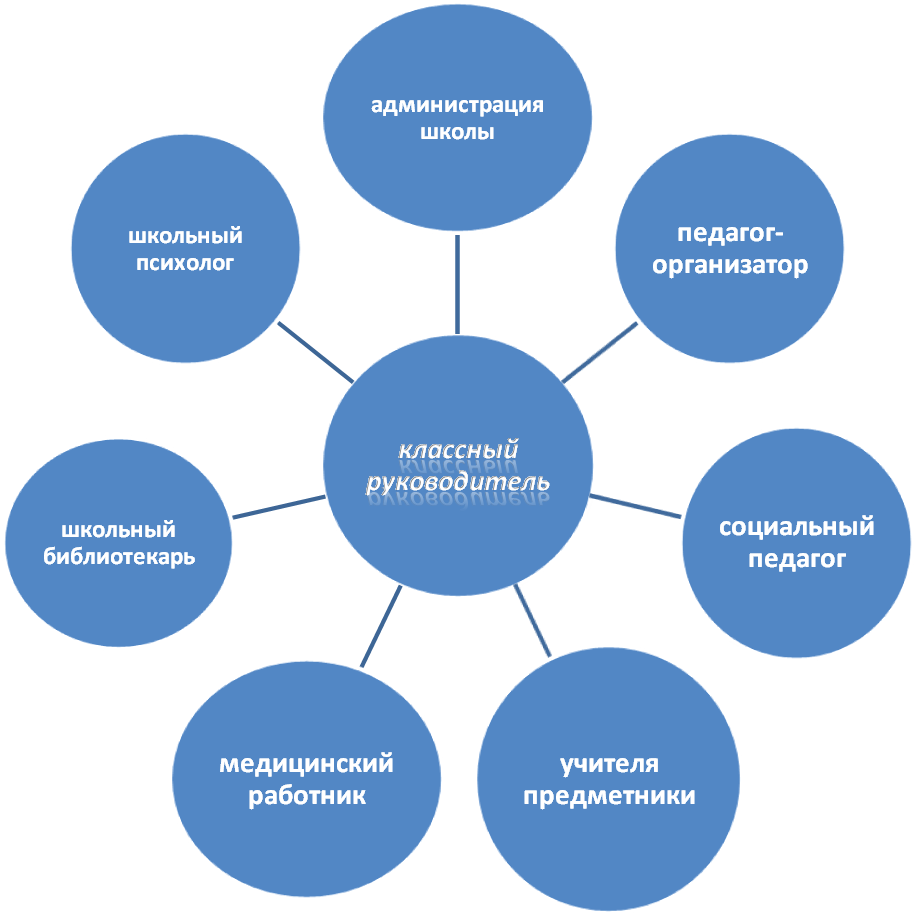 администрация
школы
педагог-
организатор
социальный
педагог
учителя
предметники
медицинский
работник
школьный
библиотекарь
школьный
психолог
классный
руководитель